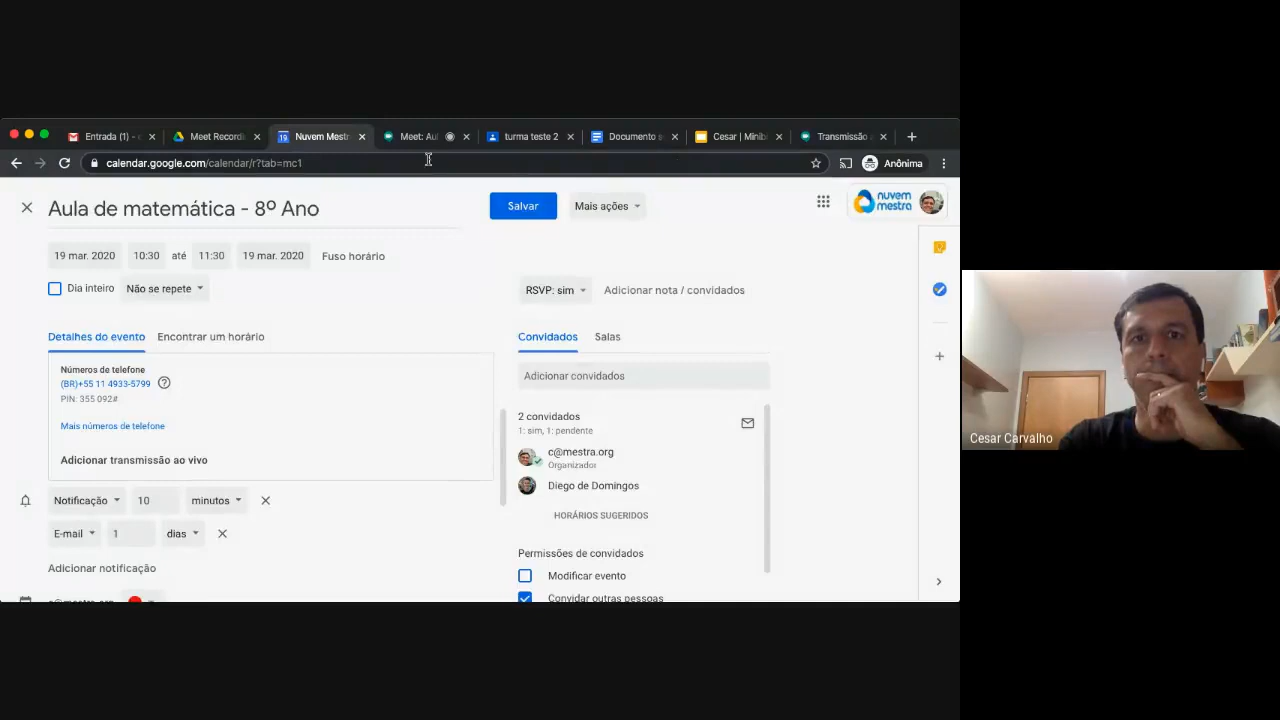 Entrada (1) -
Meet Recordi
Nuvem Mestr
Meet: Au
turma teste 2
Documento s
Cesar | Minib
Transmissão a
calendar.google.com/calendar/r?tab=mc1
Anônima
Aula de matemática - 8º Ano
Salvar
Mais ações
nuvem
mestra
19 mar. 2020
10:30
até
11:30
19 mar. 2020
Fuso horário
Dia inteiro
Não se repete
RSVP: sim
Adicionar nota / convidados
Detalhes do evento
Encontrar um horário
Convidados
Salas
Números de telefone
(BR)+55 11 4933-5799
PIN: 355 092#
Mais números de telefone
Adicionar transmissão ao vivo
Adicionar convidados
2 convidados
1: sim, 1: pendente
c@mestra.org
Organizador
Diego de Domingos
HORÁRIOS SUGERIDOS
Notificação
10
minutos
E-mail
1
dias
Adicionar notificação
Permissões de convidados
Modificar evento
Convidar outras pessoas
c@mestra.org
Cesar Carvalho